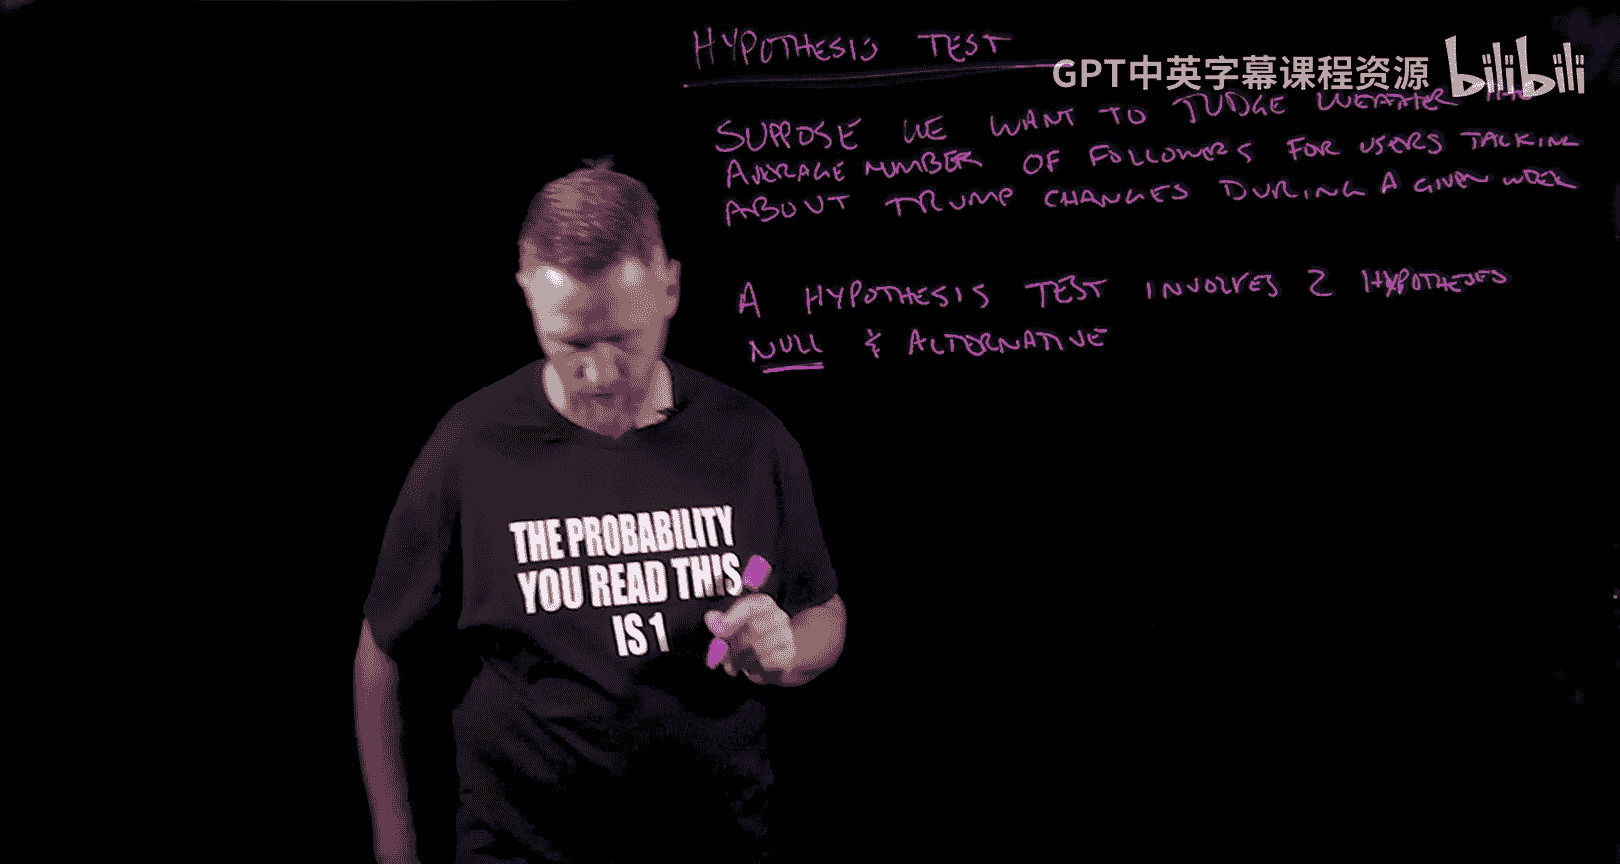 HYPOTHESIS TEST
GPT中英字幕课程资源 bilibili
SUPPOSE WE WANT TO JUDGE WEATHER
AVERAGE NUMBER OF FOLLOWERS FOR USERS TALKING
ABOUT TRUMP CHANGES DURING A GIVEN WEEK
A HYPOTHESIS TEST INVOLVES 2 HYPOTHESES
NULL & ALTERNATIVE
THE PROBABILITY
YOU READ THIS
IS 1